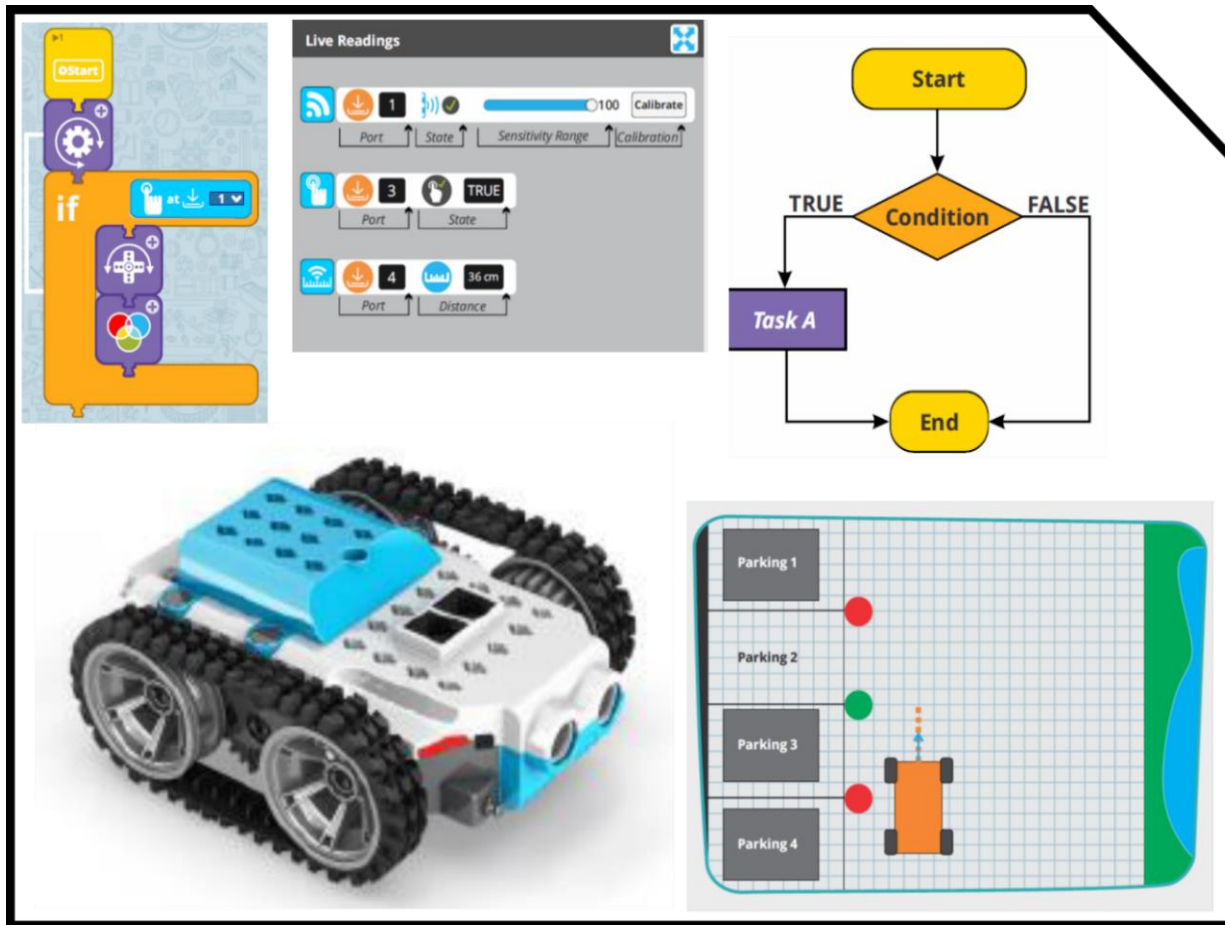 1
Start
if
at 1
Live Readings
1 100 Calibrate
Port State Sensitivity Range Calibration
3 TRUE
Port State
4 36 cm
Port Distance
Start
TRUE Condition FALSE
Task A
End
Parking 1
Parking 2
Parking 3
Parking 4